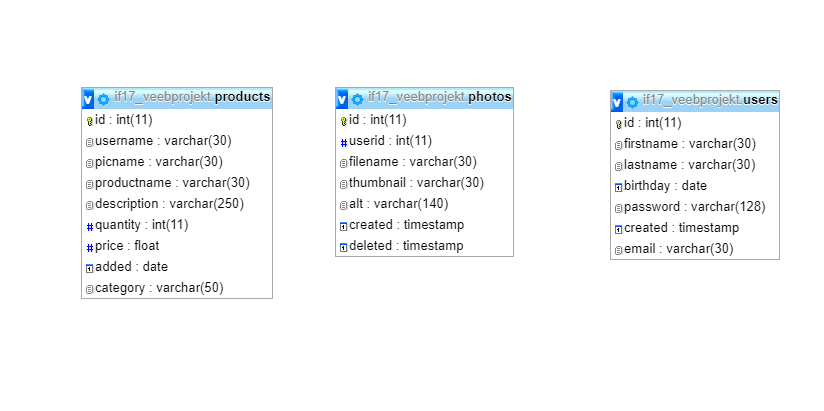 if17_veebprojekt.products
id : int(11)
username : varchar(30)
picname : varchar(30)
productname : varchar(30)
description : varchar(250)
quantity : int(11)
price : float
added : date
category : varchar(50)
if17_veebprojekt.photos
id : int(11)
userid : int(11)
filename : varchar(30)
thumbnail : varchar(30)
alt : varchar(140)
created : timestamp
deleted : timestamp
if17_veebprojekt.users
id : int(11)
firstname : varchar(30)
lastname : varchar(30)
birthday : date
password : varchar(128)
created : timestamp
email : varchar(30)